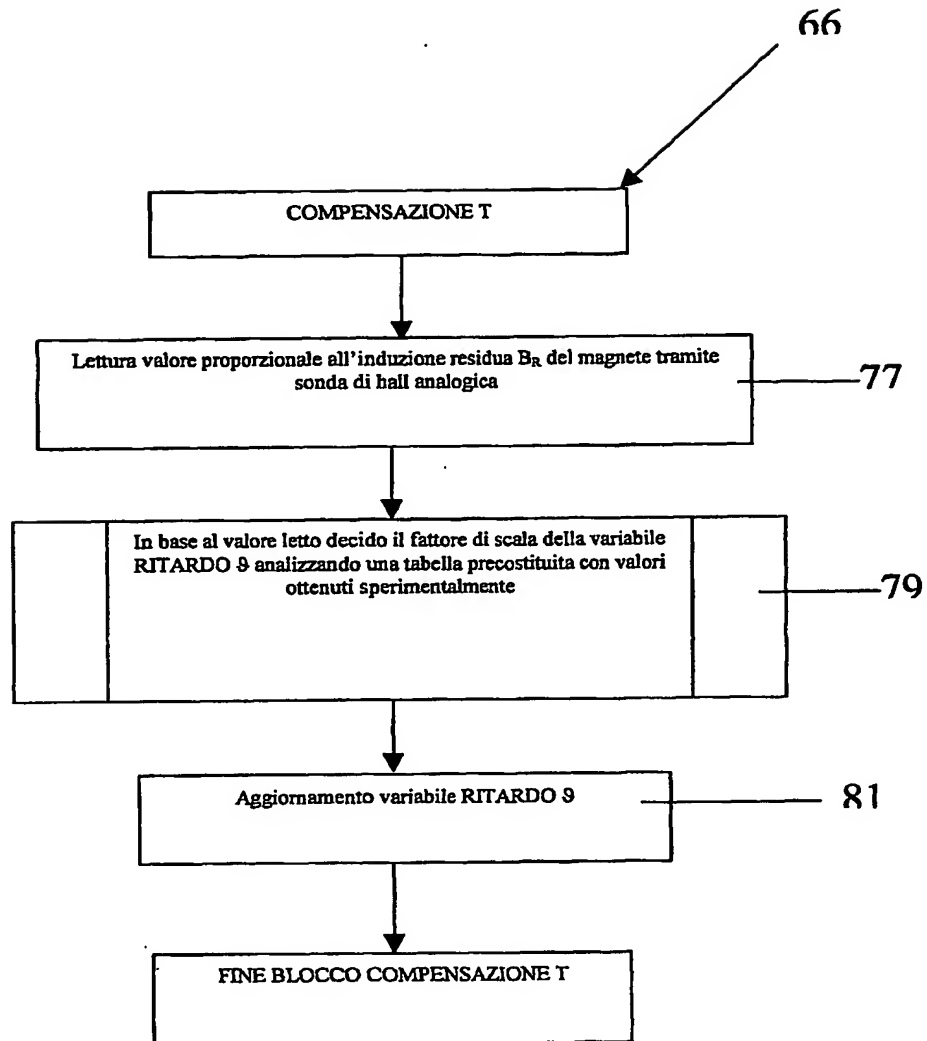 66
COMPENSAZIONE T
Lettura valore proporzionale all'induzione residua BR del magnete tramite
sonda di hall analogica
77
In base al valore letto decido il fattore di scala della variabile
RITARDO ϑ analizzando una tabella precostituita con valori
ottenuti sperimentalmente
79
Aggiornamento variabile RITARDO ϑ
81
FINE BLOCCO COMPENSAZIONE T